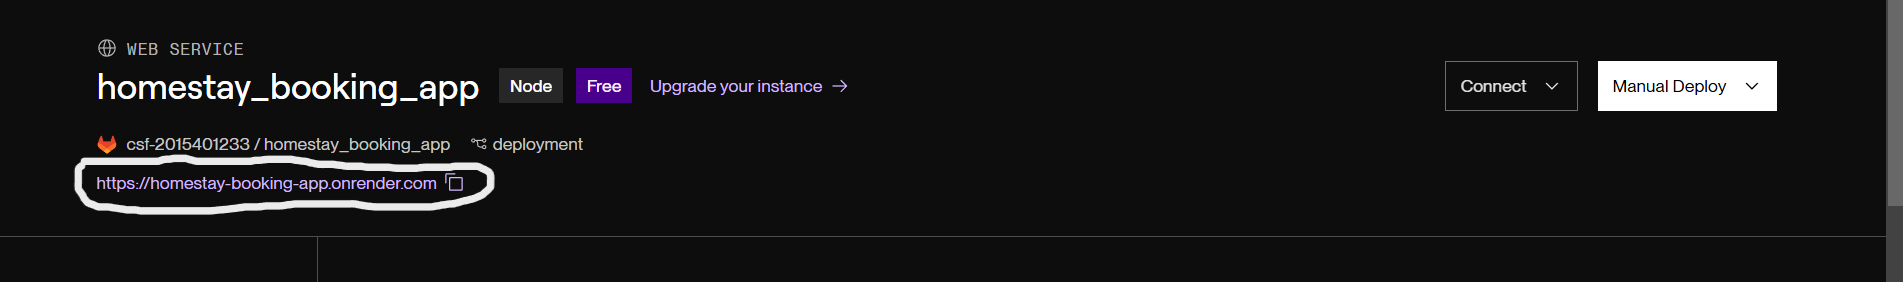 WEB SERVICE
homestay_booking_app Node Free Upgrade your instance → Connect Manual Deploy
csf-2015401233 / homestay_booking_app deployment
https://homestay-booking-app.onrender.com